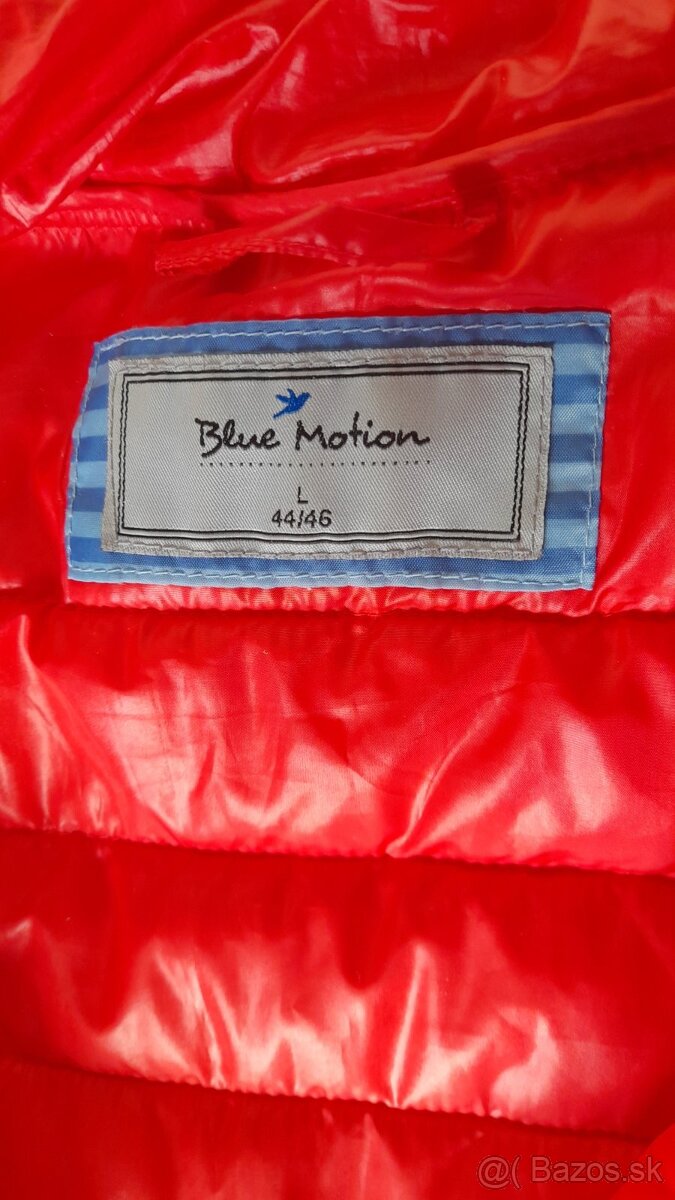 Blue Motion
L
44/46
@( Bazos.sk